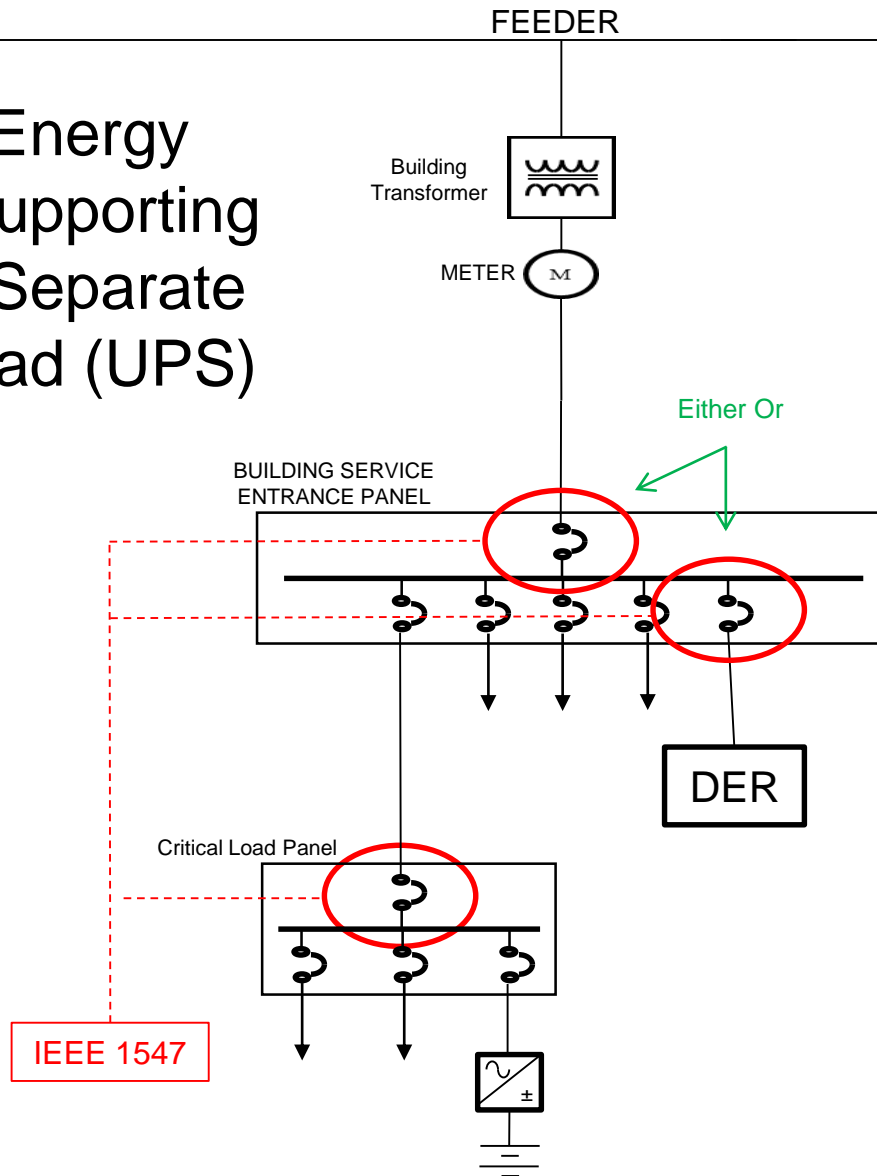 FEEDER
Energy
upporting
Separate
ad (UPS)
Building
Transformer
METER
M
Either Or
BUILDING SERVICE
ENTRANCE PANEL
DER
Critical Load Panel
IEEE 1547
±